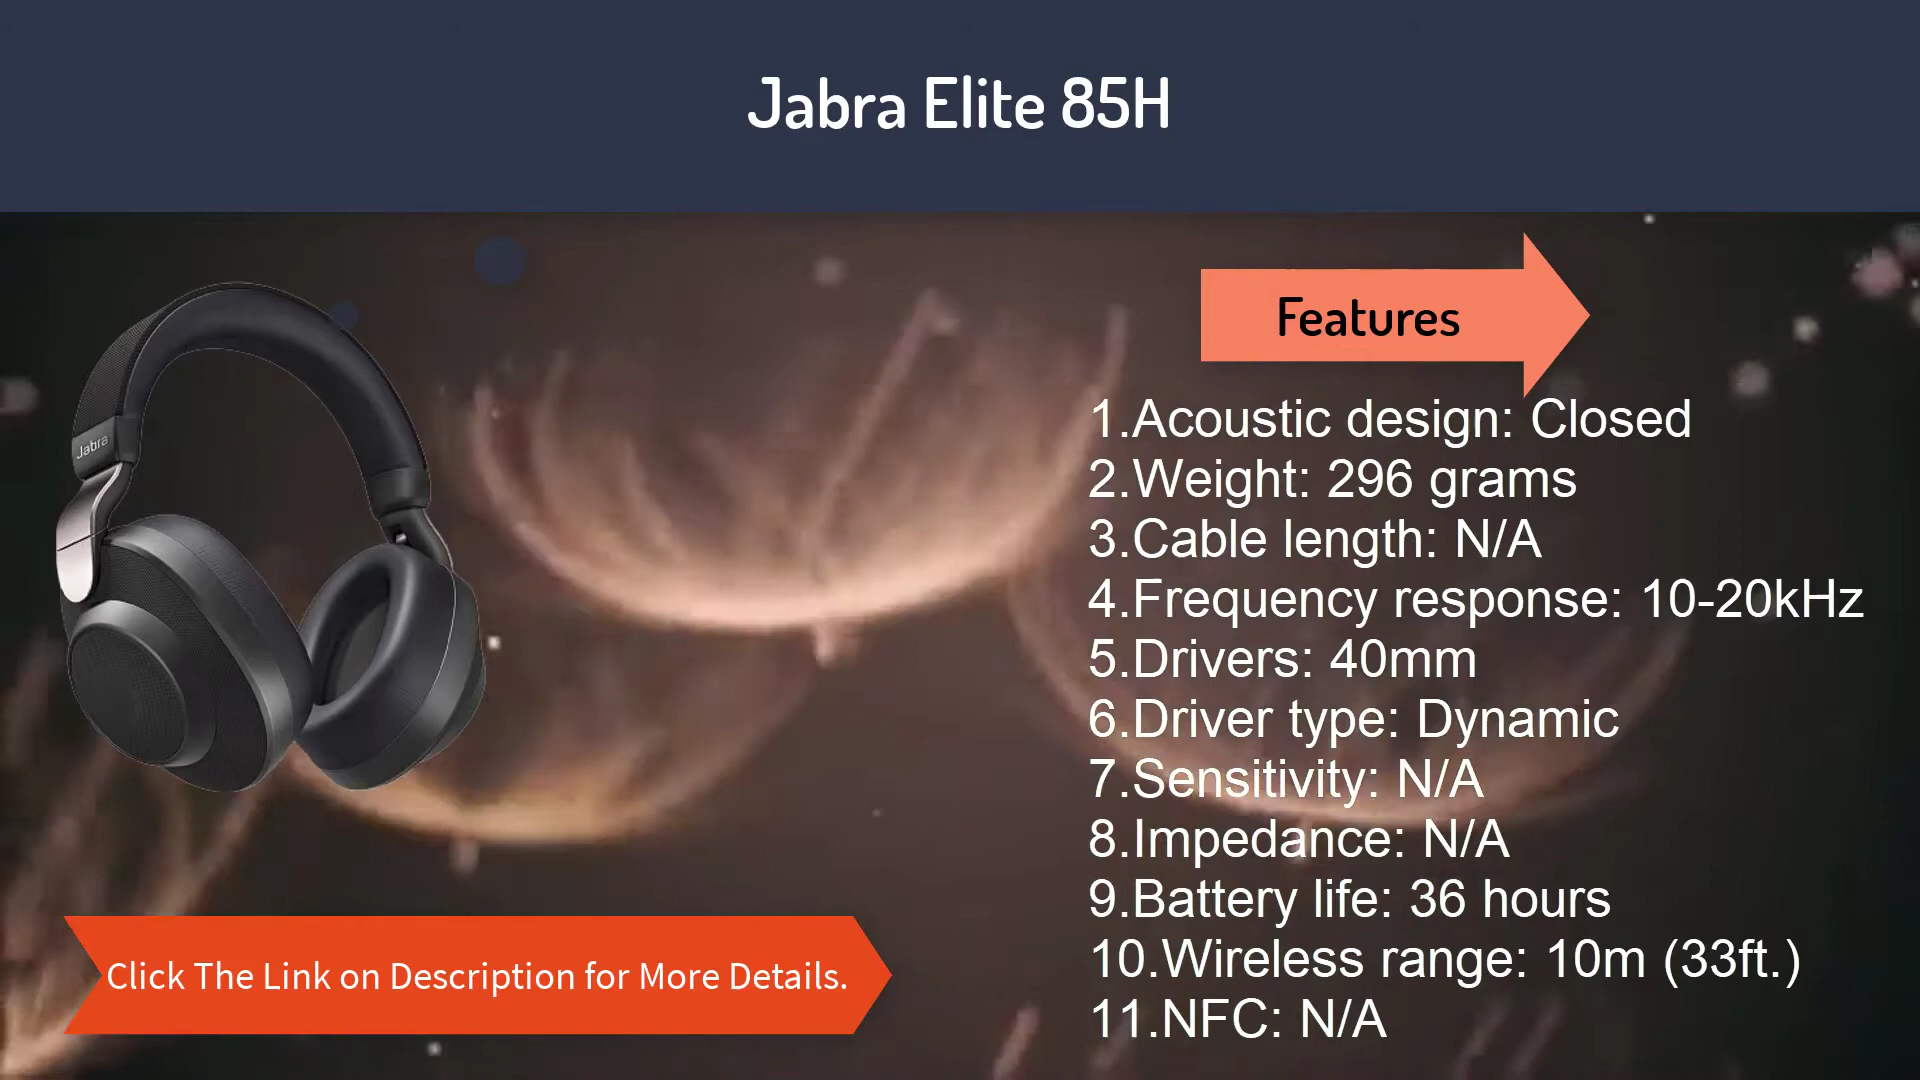 Jabra Elite 85H
Features
Jabra
1.Acoustic design: Closed
2.Weight: 296 grams
3.Cable length: N/A
4.Frequency response: 10-20kHz
5.Drivers: 40mm
6.Driver type: Dynamic
7.Sensitivity: N/A
8.Impedance: N/A
9.Battery life: 36 hours
10.Wireless range: 10m (33ft.)
11.NFC: N/A
Click The Link on Description for More Details.